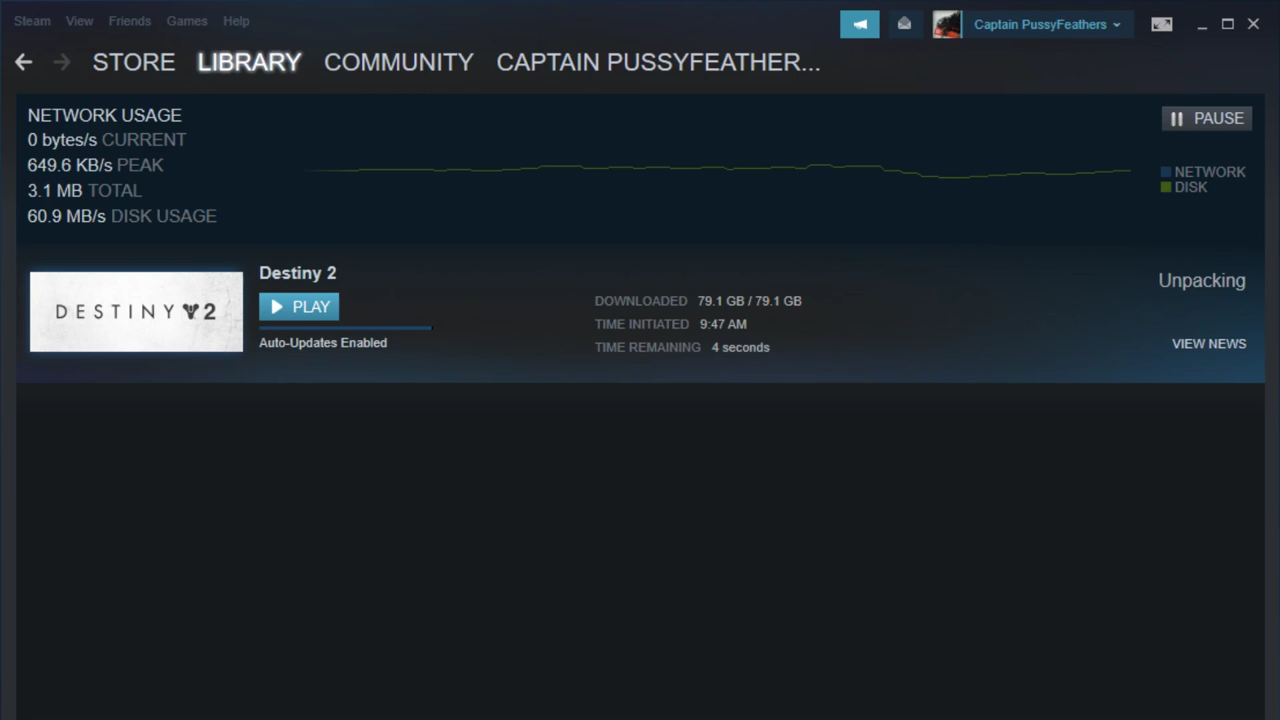 Steam View Friends Games Help
Captain PussyFeathers
STORE LIBRARY COMMUNITY CAPTAIN PUSSYFEATHER...
NETWORK USAGE
0 bytes/s CURRENT
649.6 KB/s PEAK
3.1 MB TOTAL
60.9 MB/s DISK USAGE
PAUSE
NETWORK
DISK
DESTINY 2
Destiny 2
PLAY
Auto-Updates Enabled
DOWNLOADED 79.1 GB / 79.1 GB
TIME INITIATED 9:47 AM
TIME REMAINING 4 seconds
Unpacking
VIEW NEWS